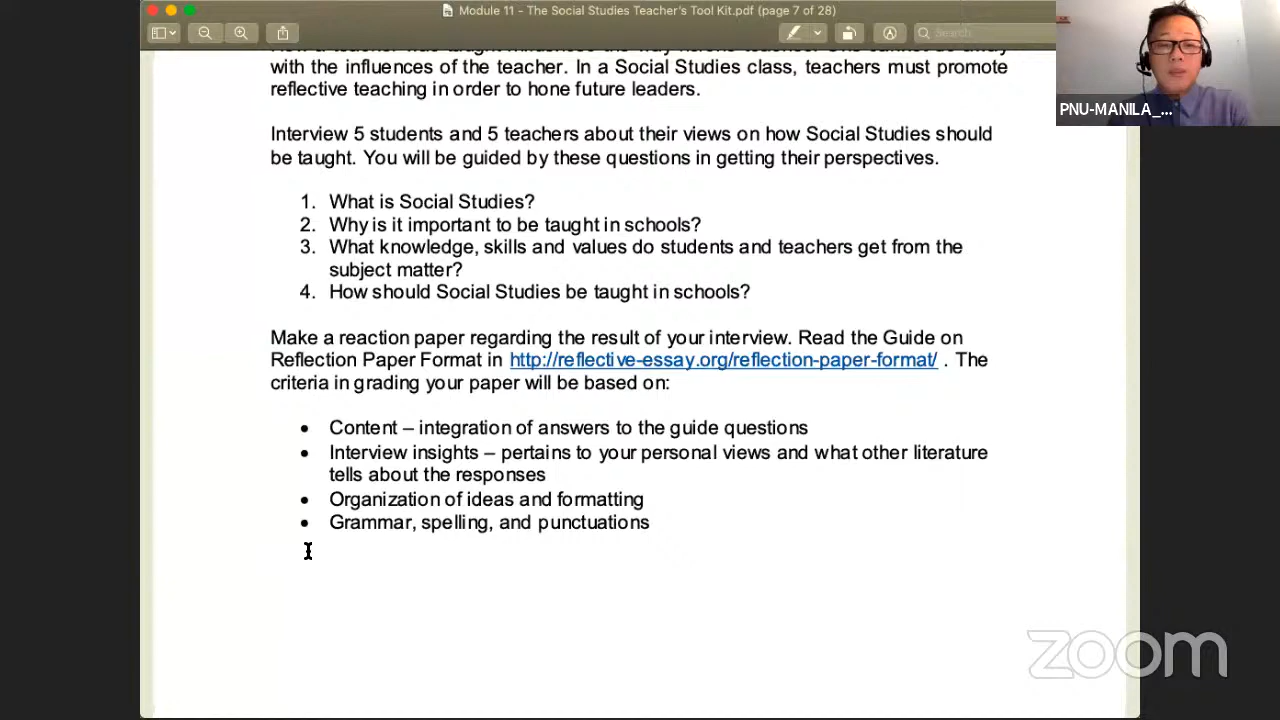 Module 11 - The Social Studies Teacher's Tool Kit.pdf (page 7 of 28)
Search
with the influences of the teacher. In a Social Studies class, teachers must promote
reflective teaching in order to hone future leaders.
PNU-MANILA_...
Interview 5 students and 5 teachers about their views on how Social Studies should
be taught. You will be guided by these questions in getting their perspectives.
1. What is Social Studies?
2. Why is it important to be taught in schools?
3. What knowledge, skills and values do students and teachers get from the
subject matter?
4. How should Social Studies be taught in schools?
Make a reaction paper regarding the result of your interview. Read the Guide on
Reflection Paper Format in http://reflective-essay.org/reflection-paper-format/ . The
criteria in grading your paper will be based on:
• Content – integration of answers to the guide questions
• Interview insights – pertains to your personal views and what other literature
tells about the responses
• Organization of ideas and formatting
• Grammar, spelling, and punctuations
zoom